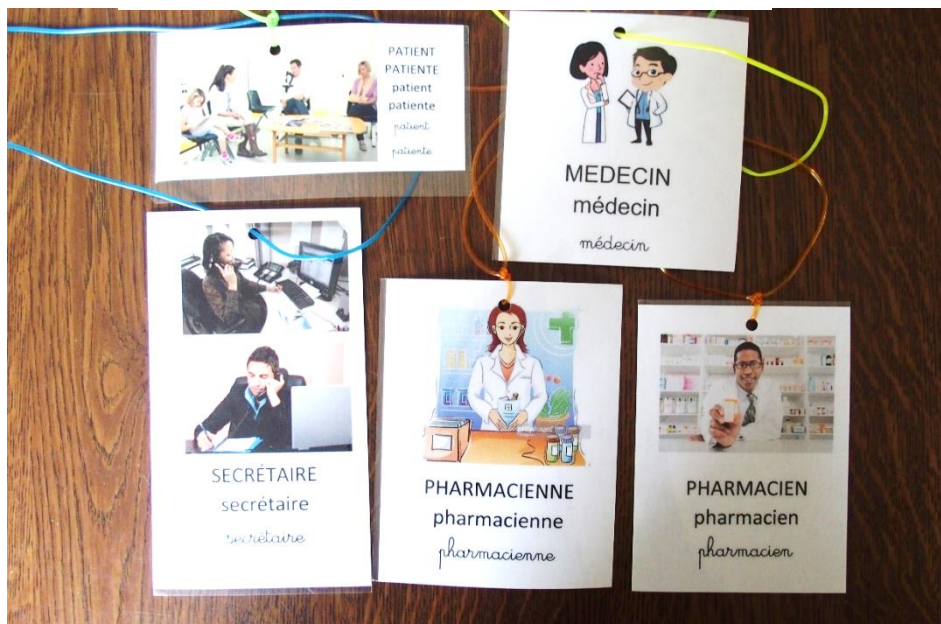 PATIENT
PATIENTE
patient
patiente
patient
patiente
MEDECIN
médecin
médecin
SECRÉTAIRE
secrétaire
secrétaire
PHARMACIENNE
pharmacienne
pharmacienne
PHARMACIEN
pharmacien
pharmacien